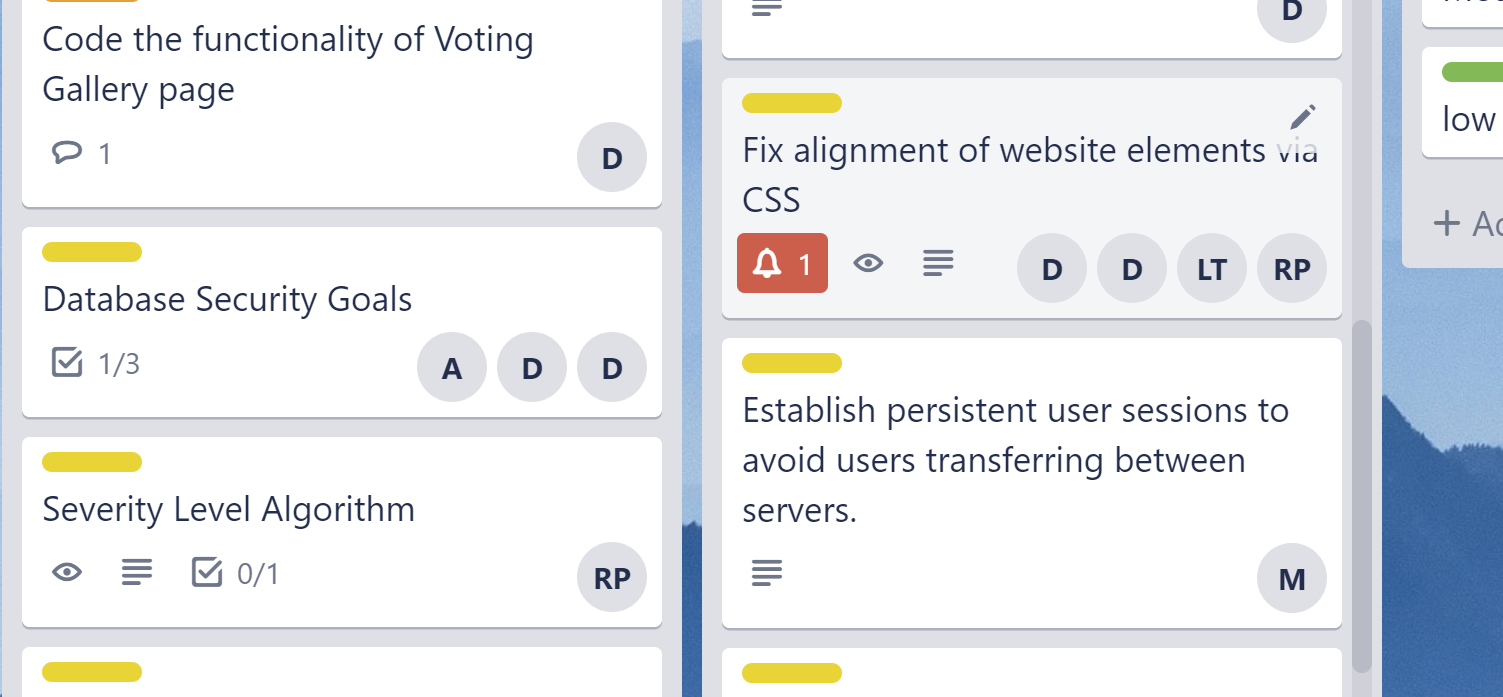 Code the functionality of Voting
Gallery page
1
D
Database Security Goals
1/3
A D D
Severity Level Algorithm
0/1
RP
D
Fix alignment of website elements via
CSS
1
D D LT RP
Establish persistent user sessions to
avoid users transferring between
servers.
M
low
+